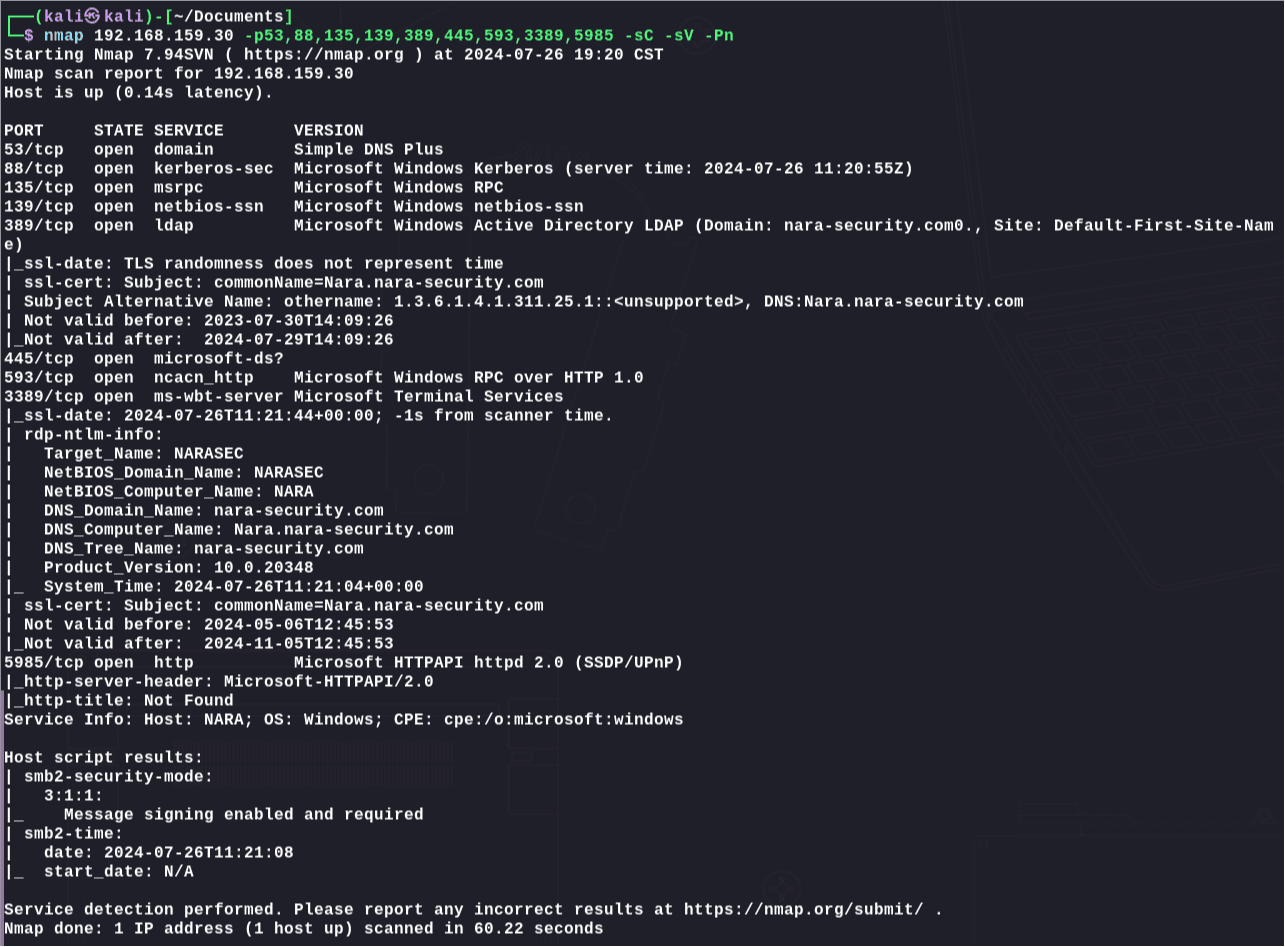 ┌──(kali㉿kali)-[~/Documents]
└─$ nmap 192.168.159.30 -p53,88,135,139,389,445,593,3389,5985 -sC -sV -Pn
Starting Nmap 7.94SVN ( https://nmap.org ) at 2024-07-26 19:20 CST
Nmap scan report for 192.168.159.30
Host is up (0.14s latency).

PORT     STATE SERVICE       VERSION
53/tcp   open  domain        Simple DNS Plus
88/tcp   open  kerberos-sec  Microsoft Windows Kerberos (server time: 2024-07-26 11:20:55Z)
135/tcp  open  msrpc         Microsoft Windows RPC
139/tcp  open  netbios-ssn   Microsoft Windows netbios-ssn
389/tcp  open  ldap          Microsoft Windows Active Directory LDAP (Domain: nara-security.com0., Site: Default-First-Site-Nam
e)
|_ssl-date: TLS randomness does not represent time
| ssl-cert: Subject: commonName=Nara.nara-security.com
| Subject Alternative Name: othername: 1.3.6.1.4.1.311.25.1::<unsupported>, DNS:Nara.nara-security.com
| Not valid before: 2023-07-30T14:09:26
|_Not valid after:  2024-07-29T14:09:26
445/tcp  open  microsoft-ds?
593/tcp  open  ncacn_http    Microsoft Windows RPC over HTTP 1.0
3389/tcp open  ms-wbt-server Microsoft Terminal Services
|_ssl-date: 2024-07-26T11:21:44+00:00; -1s from scanner time.
| rdp-ntlm-info:
|   Target_Name: NARASEC
|   NetBIOS_Domain_Name: NARASEC
|   NetBIOS_Computer_Name: NARA
|   DNS_Domain_Name: nara-security.com
|   DNS_Computer_Name: Nara.nara-security.com
|   DNS_Tree_Name: nara-security.com
|   Product_Version: 10.0.20348
|_  System_Time: 2024-07-26T11:21:04+00:00
| ssl-cert: Subject: commonName=Nara.nara-security.com
| Not valid before: 2024-05-06T12:45:53
|_Not valid after:  2024-11-05T12:45:53
5985/tcp open  http          Microsoft HTTPAPI httpd 2.0 (SSDP/UPnP)
|_http-server-header: Microsoft-HTTPAPI/2.0
|_http-title: Not Found
Service Info: Host: NARA; OS: Windows; CPE: cpe:/o:microsoft:windows

Host script results:
| smb2-security-mode:
|   3:1:1:
|_    Message signing enabled and required
| smb2-time:
|   date: 2024-07-26T11:21:08
|_  start_date: N/A

Service detection performed. Please report any incorrect results at https://nmap.org/submit/ .
Nmap done: 1 IP address (1 host up) scanned in 60.22 seconds